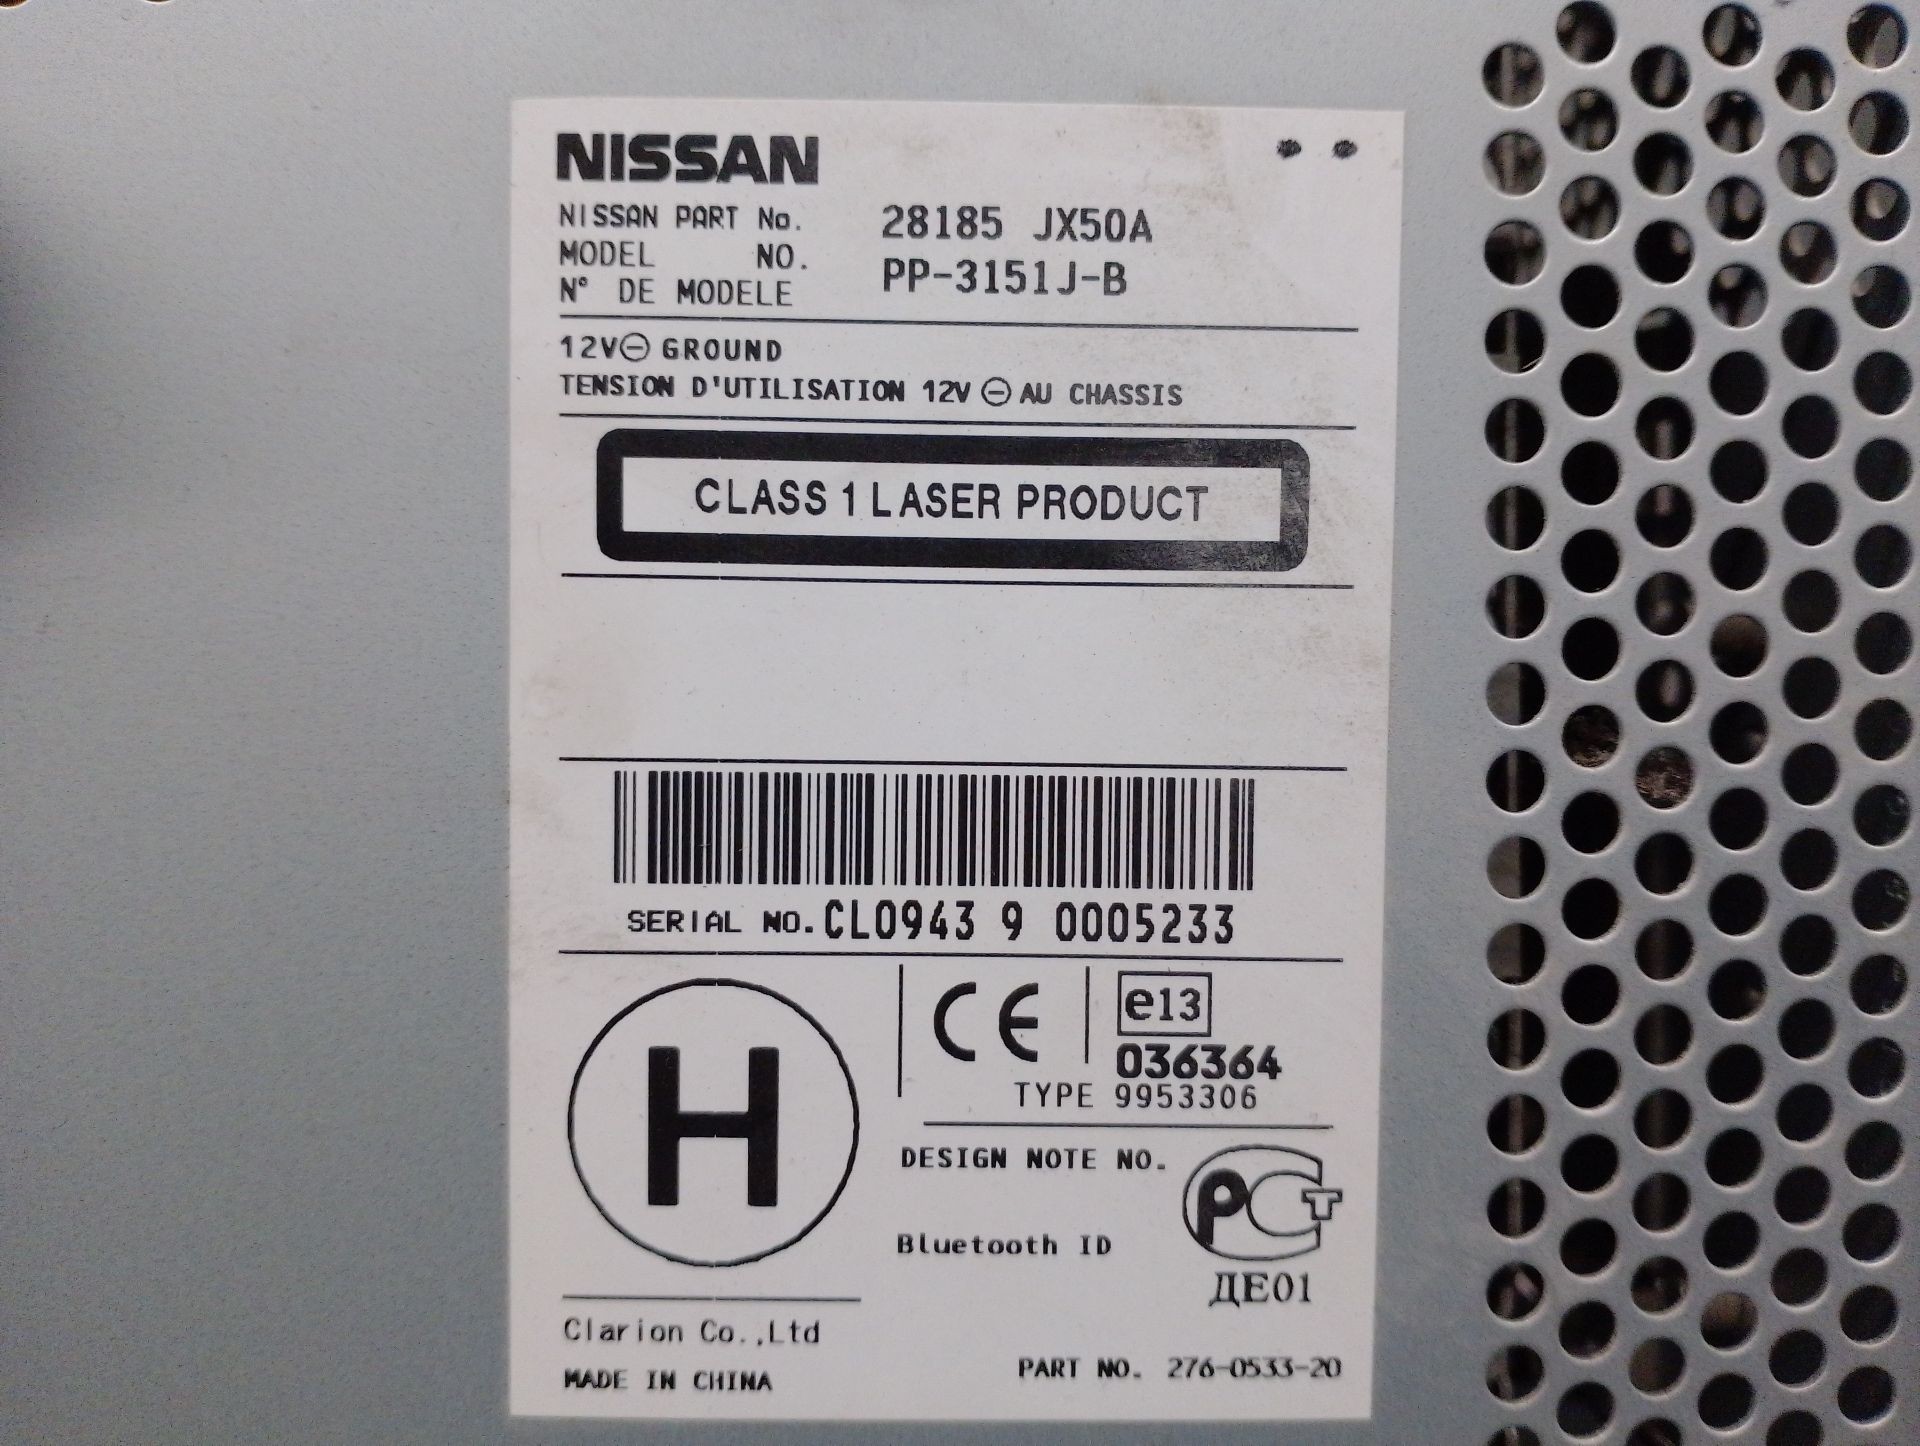 NISSAN
NISSAN PART No. 28185 JX50A
MODEL NO. PP-3151J-B
N° DE MODELE
12V⊖ GROUND
TENSION D'UTILISATION 12V ⊖ AU CHASSIS
CLASS 1 LASER PRODUCT
SERIAL NO. CL0943 9 0005233
H
CE
e13
036364
TYPE 9953306
DESIGN NOTE NO.
РСТ
Bluetooth ID
ДЕ01
Clarion Co.,Ltd
MADE IN CHINA
PART NO. 276-0533-20